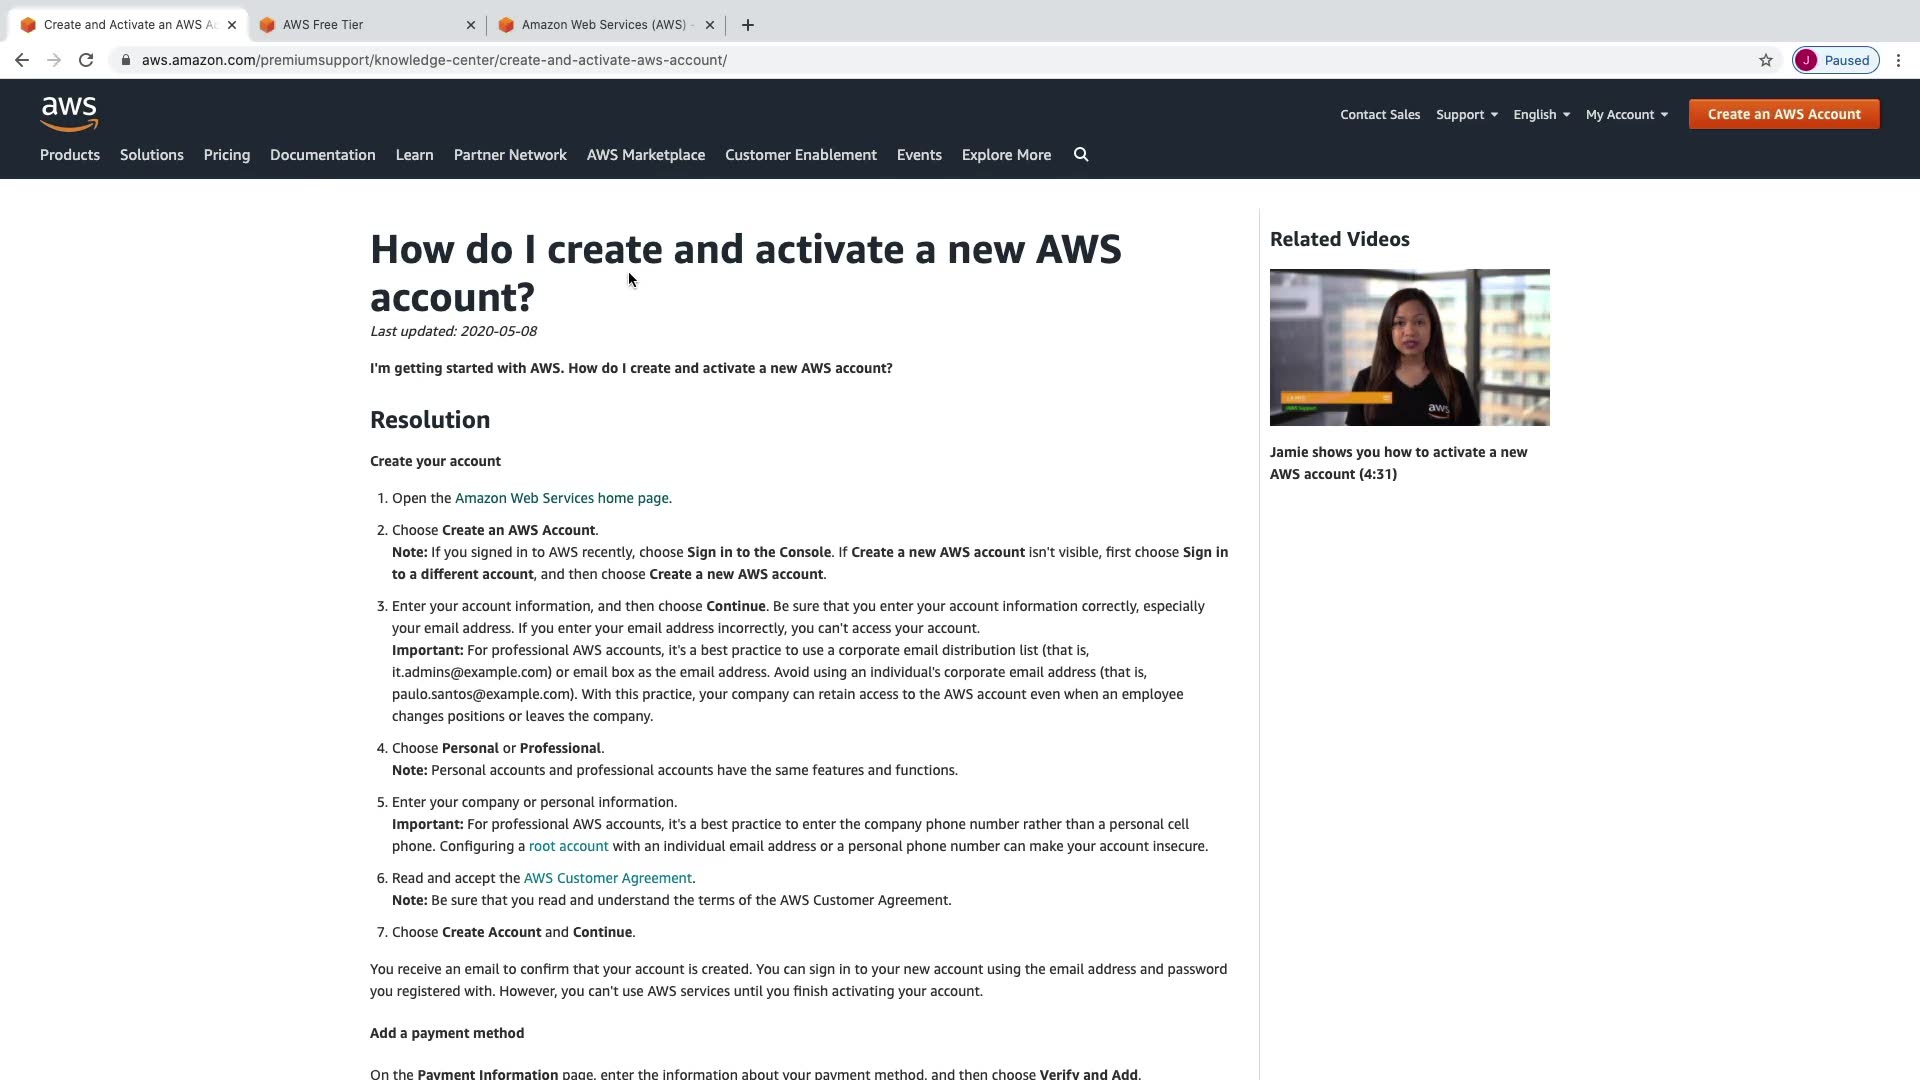 Create and Activate an AWS A
AWS Free Tier
Amazon Web Services (AWS) -
aws.amazon.com/premiumsupport/knowledge-center/create-and-activate-aws-account/
J
Paused
aws
Contact Sales
Support
English
My Account
Create an AWS Account
Products
Solutions
Pricing
Documentation
Learn
Partner Network
AWS Marketplace
Customer Enablement
Events
Explore More
How do I create and activate a new AWS
account?
Last updated: 2020-05-08
I'm getting started with AWS. How do I create and activate a new AWS account?
Resolution
Create your account
1. Open the Amazon Web Services home page.
2. Choose Create an AWS Account.
Note: If you signed in to AWS recently, choose Sign in to the Console. If Create a new AWS account isn't visible, first choose Sign in
to a different account, and then choose Create a new AWS account.
3. Enter your account information, and then choose Continue. Be sure that you enter your account information correctly, especially
your email address. If you enter your email address incorrectly, you can't access your account.
Important: For professional AWS accounts, it's a best practice to use a corporate email distribution list (that is,
it.admins@example.com) or email box as the email address. Avoid using an individual's corporate email address (that is,
paulo.santos@example.com). With this practice, your company can retain access to the AWS account even when an employee
changes positions or leaves the company.
4. Choose Personal or Professional.
Note: Personal accounts and professional accounts have the same features and functions.
5. Enter your company or personal information.
Important: For professional AWS accounts, it's a best practice to enter the company phone number rather than a personal cell
phone. Configuring a root account with an individual email address or a personal phone number can make your account insecure.
6. Read and accept the AWS Customer Agreement.
Note: Be sure that you read and understand the terms of the AWS Customer Agreement.
7. Choose Create Account and Continue.
You receive an email to confirm that your account is created. You can sign in to your new account using the email address and password
you registered with. However, you can't use AWS services until you finish activating your account.
Add a payment method
On the Payment Information page, enter the information about your payment method, and then choose Verify and Add.
Related Videos
aws
Jamie shows you how to activate a new
AWS account (4:31)